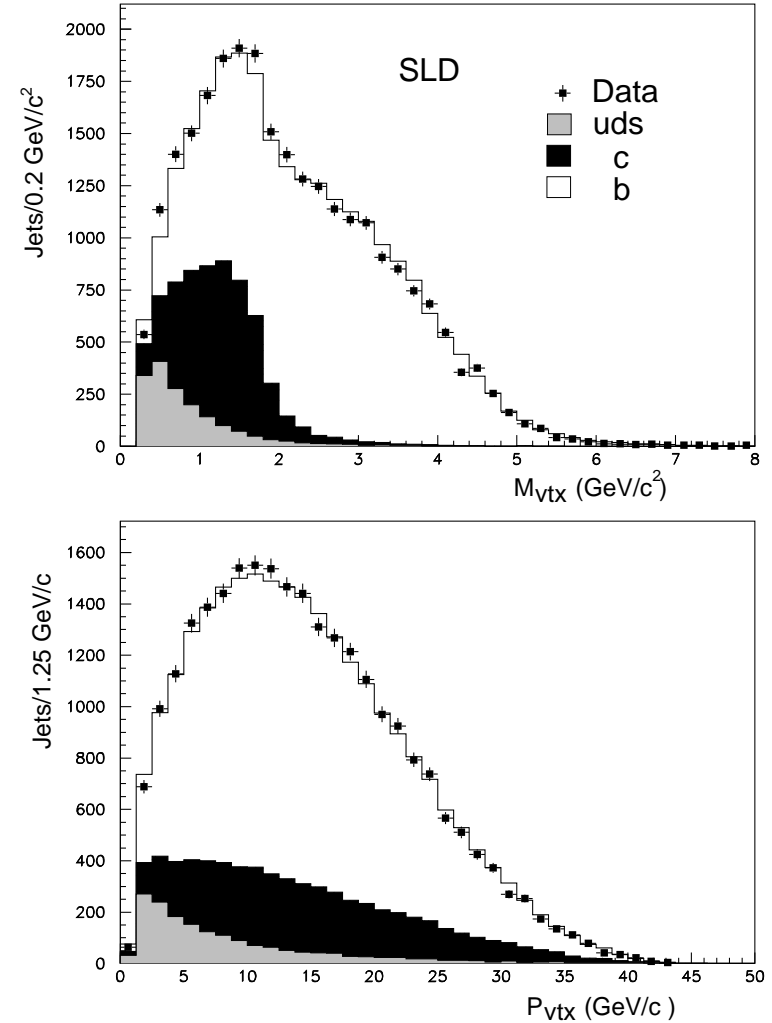 SLD
Data
uds
c
b
Jets/0.2 GeV/c²
2000
1750
1500
1250
1000
750
500
250
0
0 1 2 3 4 5 6 7 8
Mvtx (GeV/c²)
Jets/1.25 GeV/c
1600
1400
1200
1000
800
600
400
200
0
0 5 10 15 20 25 30 35 40 45 50
Pvtx (GeV/c )